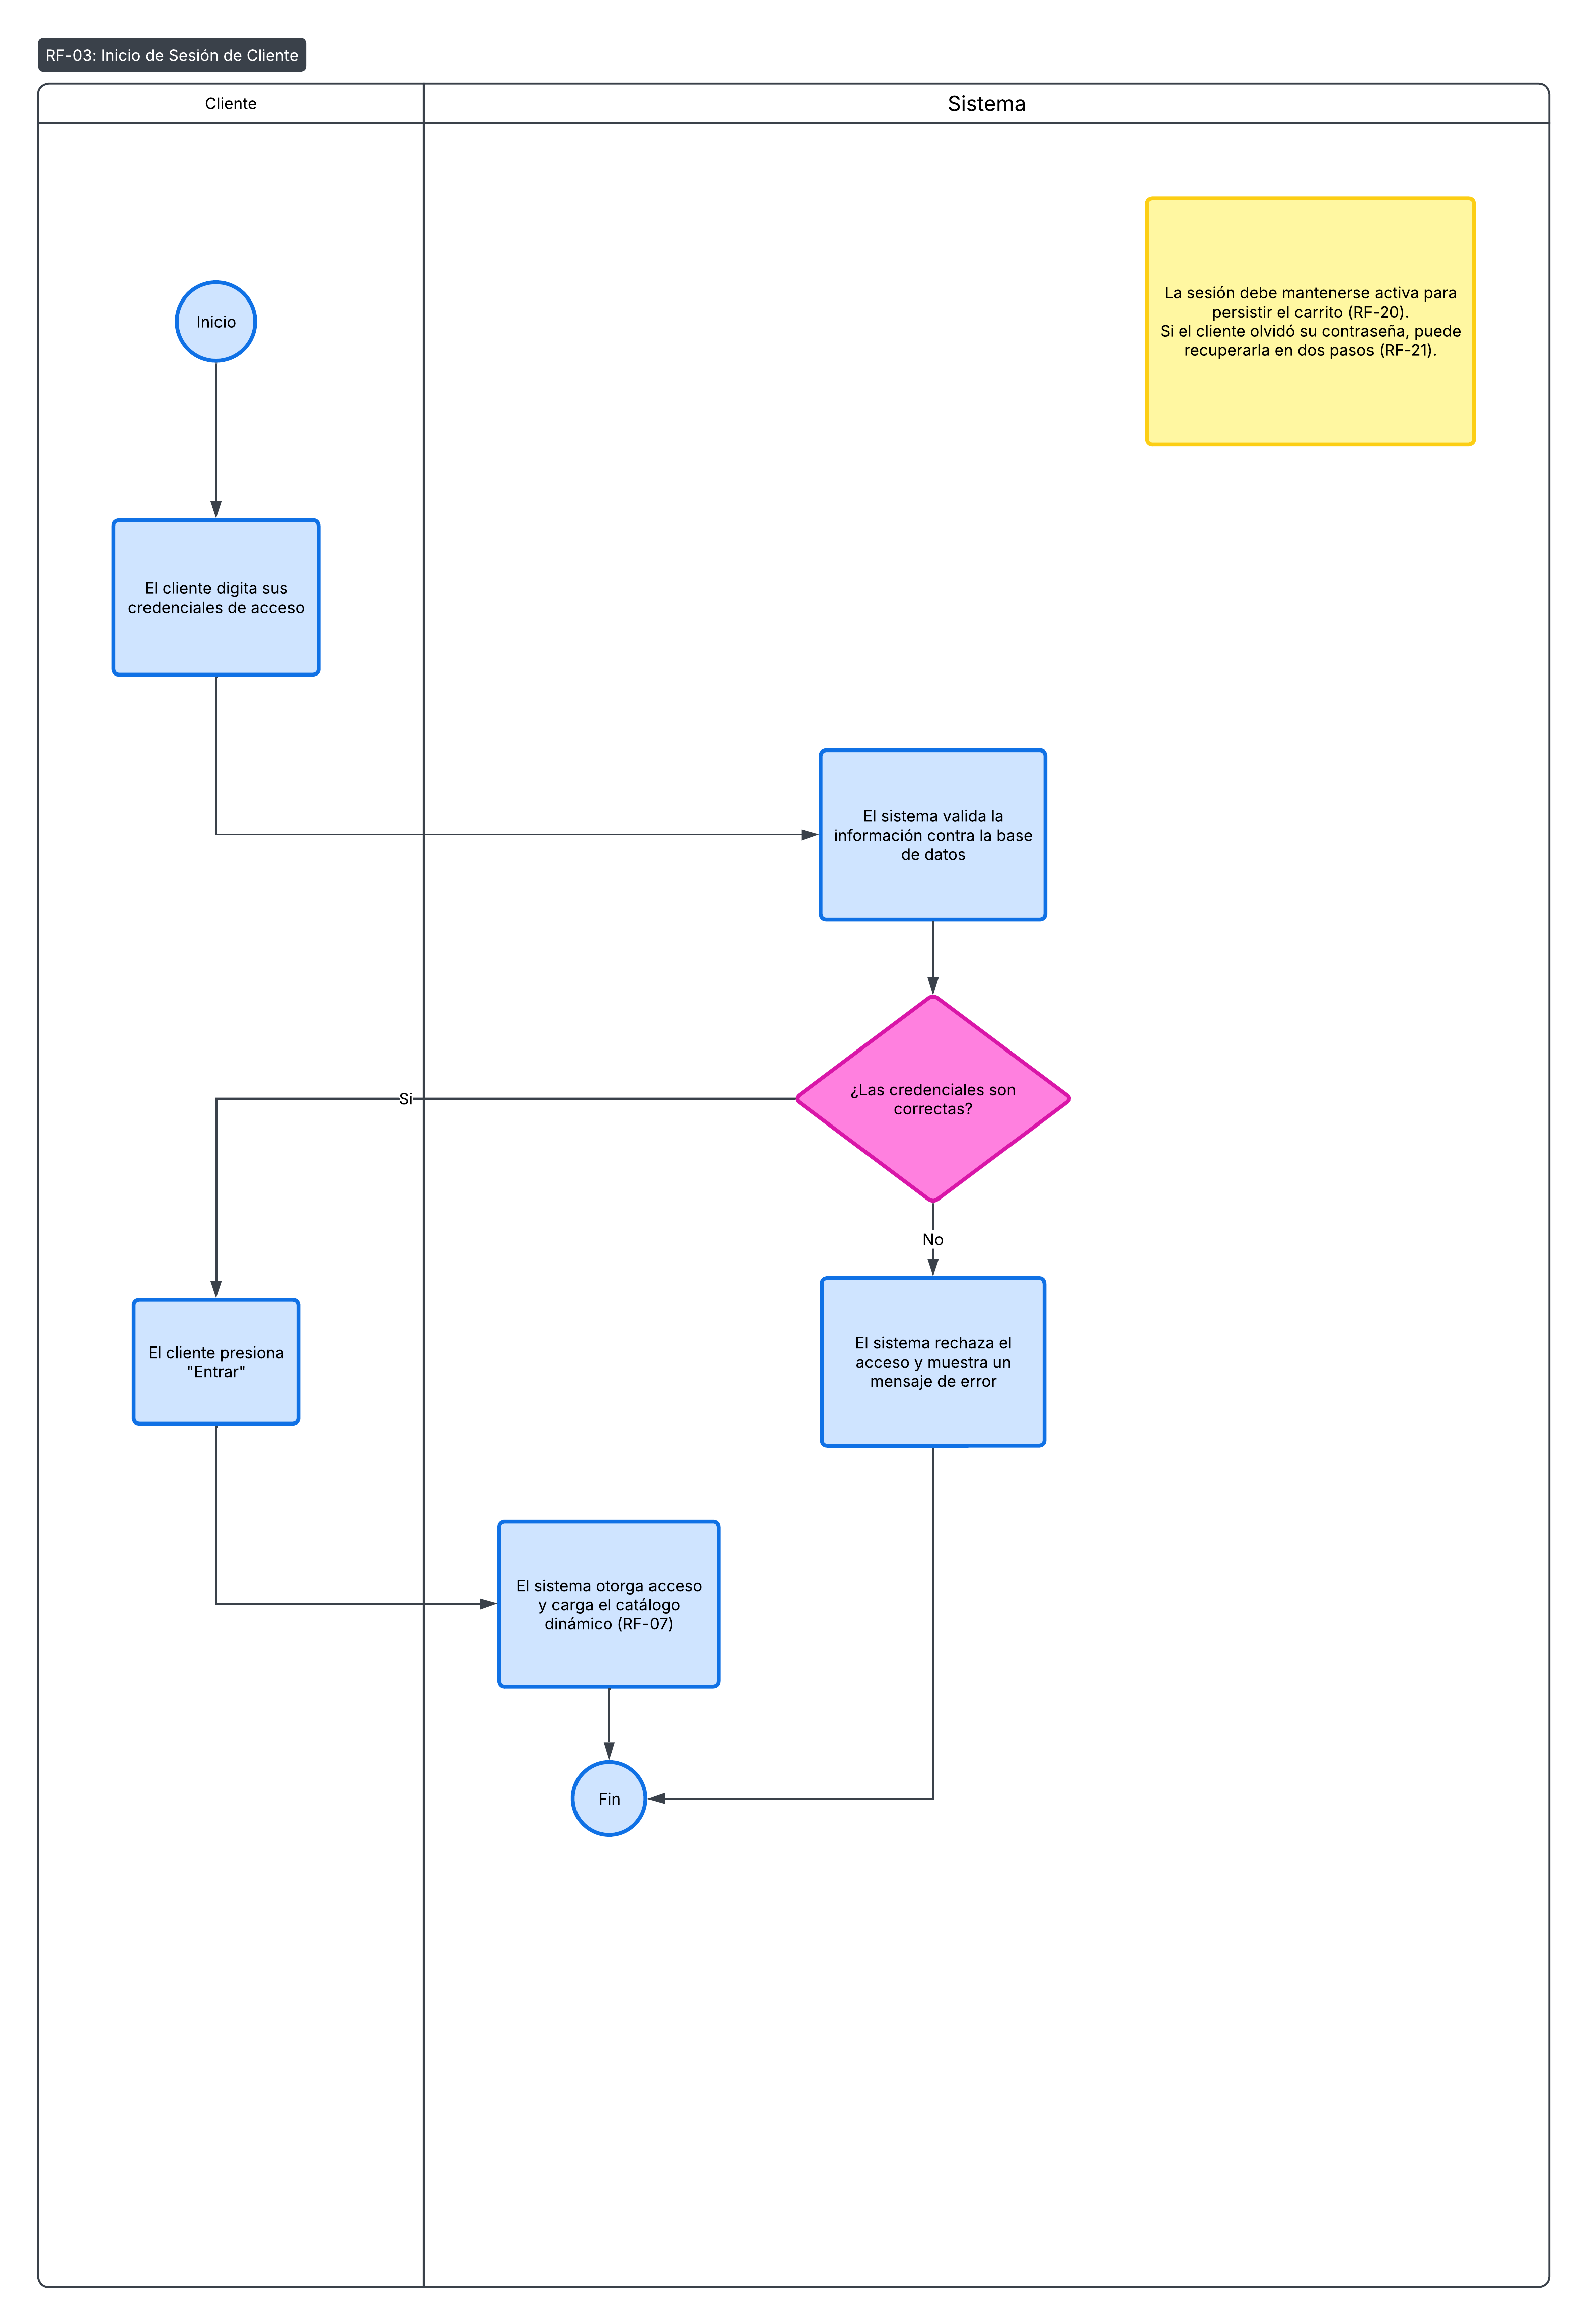 RF-03: Inicio de Sesión de Cliente
Cliente
Sistema
La sesión debe mantenerse activa para
persistir el carrito (RF-20).
Si el cliente olvidó su contraseña, puede
recuperarla en dos pasos (RF-21).
Inicio
El cliente digita sus
credenciales de acceso
El sistema valida la
información contra la base
de datos
¿Las credenciales son
correctas?
Si
No
El cliente presiona
"Entrar"
El sistema rechaza el
acceso y muestra un
mensaje de error
El sistema otorga acceso
y carga el catálogo
dinámico (RF-07)
Fin